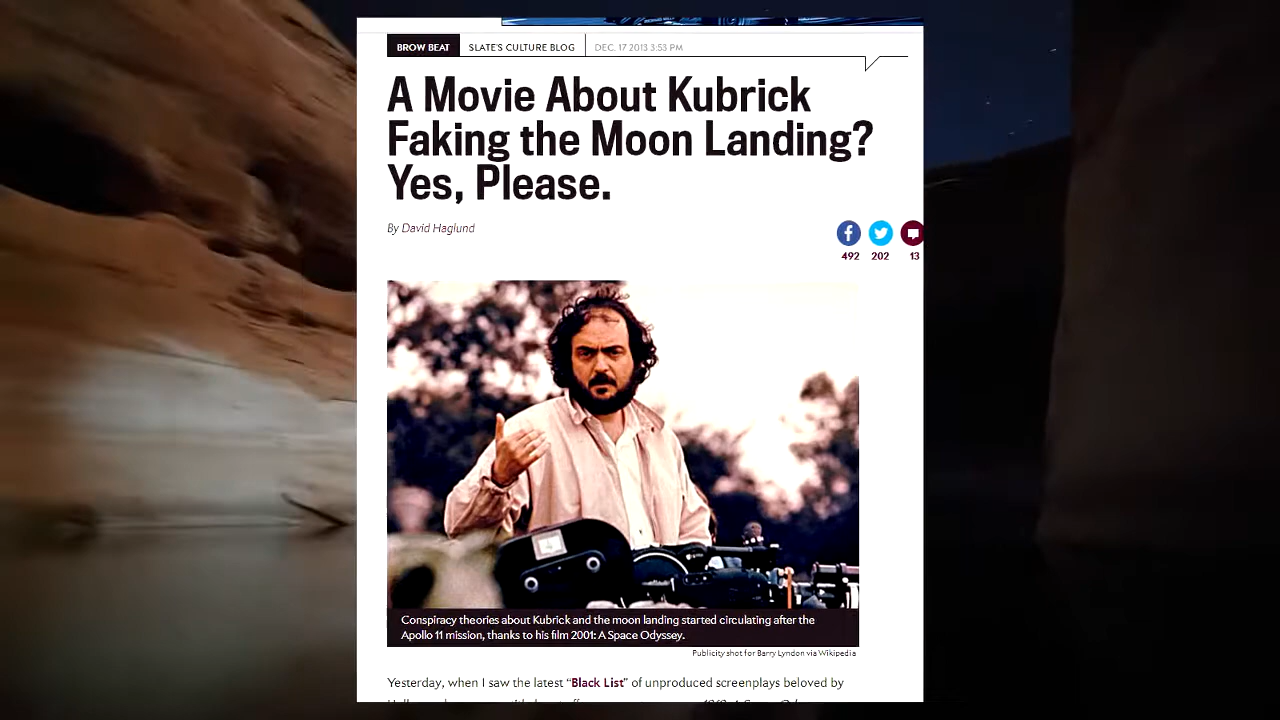 BROW BEAT SLATE'S CULTURE BLOG DEC. 17 2013 3:53 PM
A Movie About Kubrick
Faking the Moon Landing?
Yes, Please.
By David Haglund
492 202 13
Conspiracy theories about Kubrick and the moon landing started circulating after the
Apollo 11 mission, thanks to his film 2001: A Space Odyssey.
Publicity shot for Barry Lyndon via Wikipedia
Yesterday, when I saw the latest “Black List” of unproduced screenplays beloved by